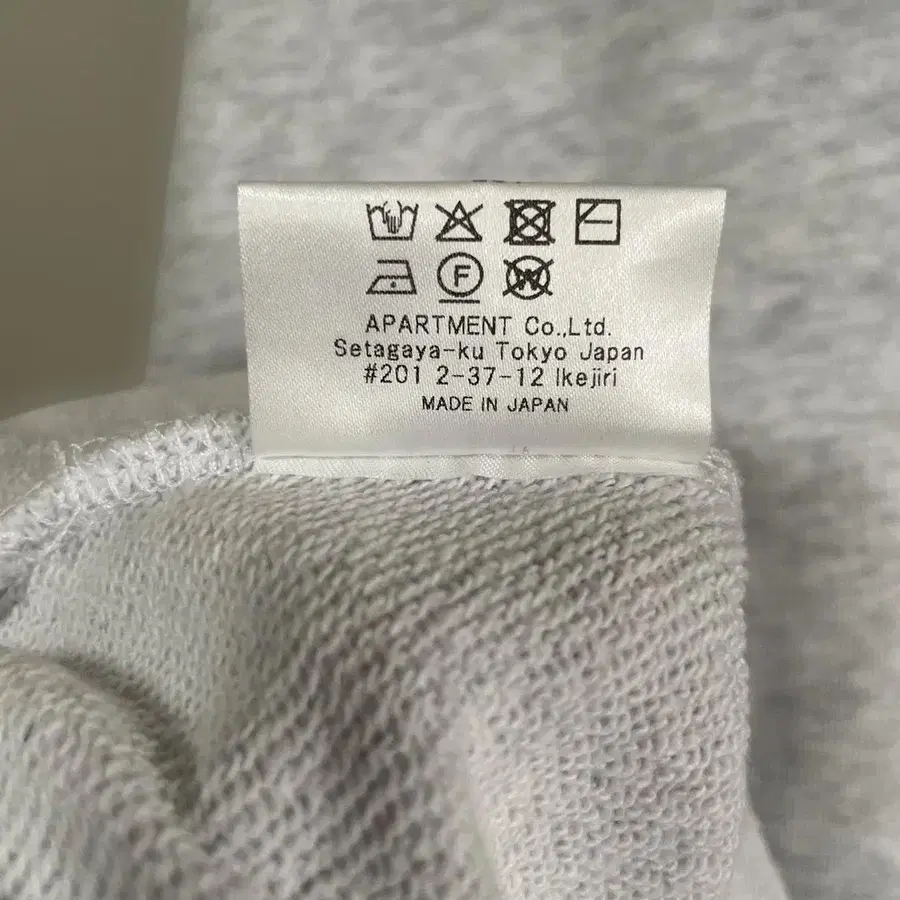 F
W
APARTMENT Co.,Ltd.
Setagaya-ku Tokyo Japan
#201 2-37-12 Ikejiri
MADE IN JAPAN